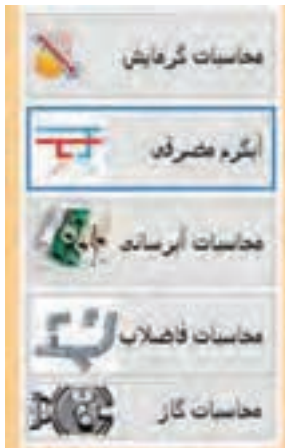 محاسبات گرمایش
آبگرم مصرفی
محاسبات آبرسانی
محاسبات فاضلاب
محاسبات گاز